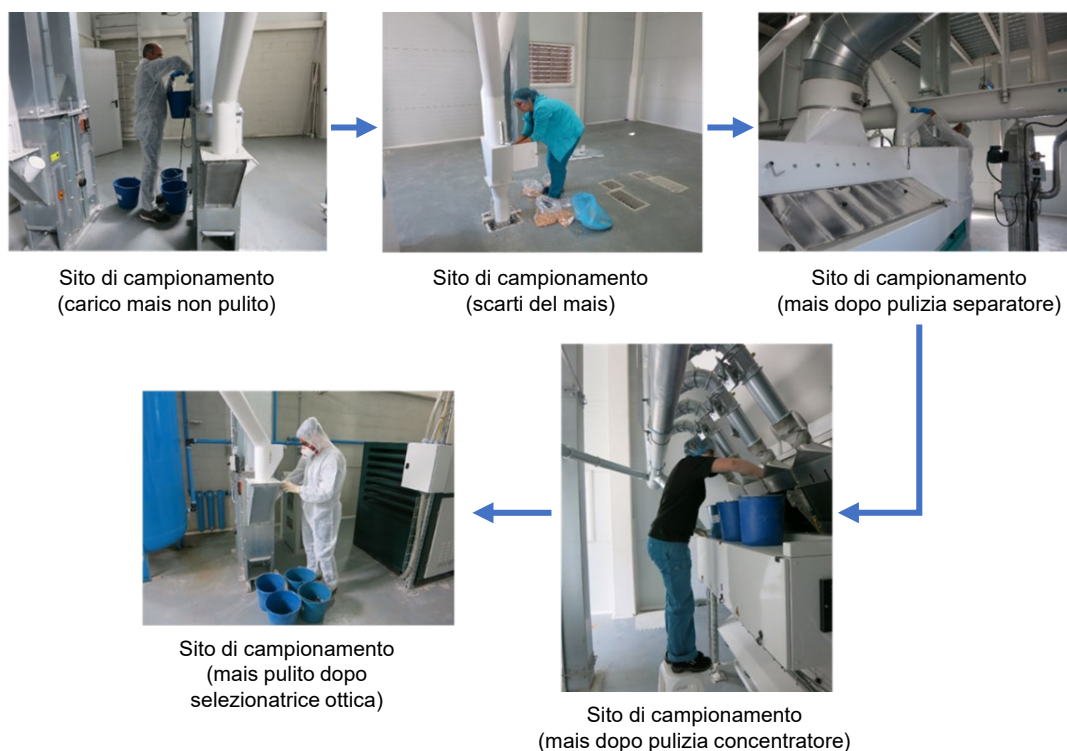 Sito di campionamento
(carico mais non pulito)
Sito di campionamento
(scarti del mais)
Sito di campionamento
(mais dopo pulizia separatore)
Sito di campionamento
(mais dopo pulizia concentratore)
Sito di campionamento
(mais pulito dopo
selezionatrice ottica)